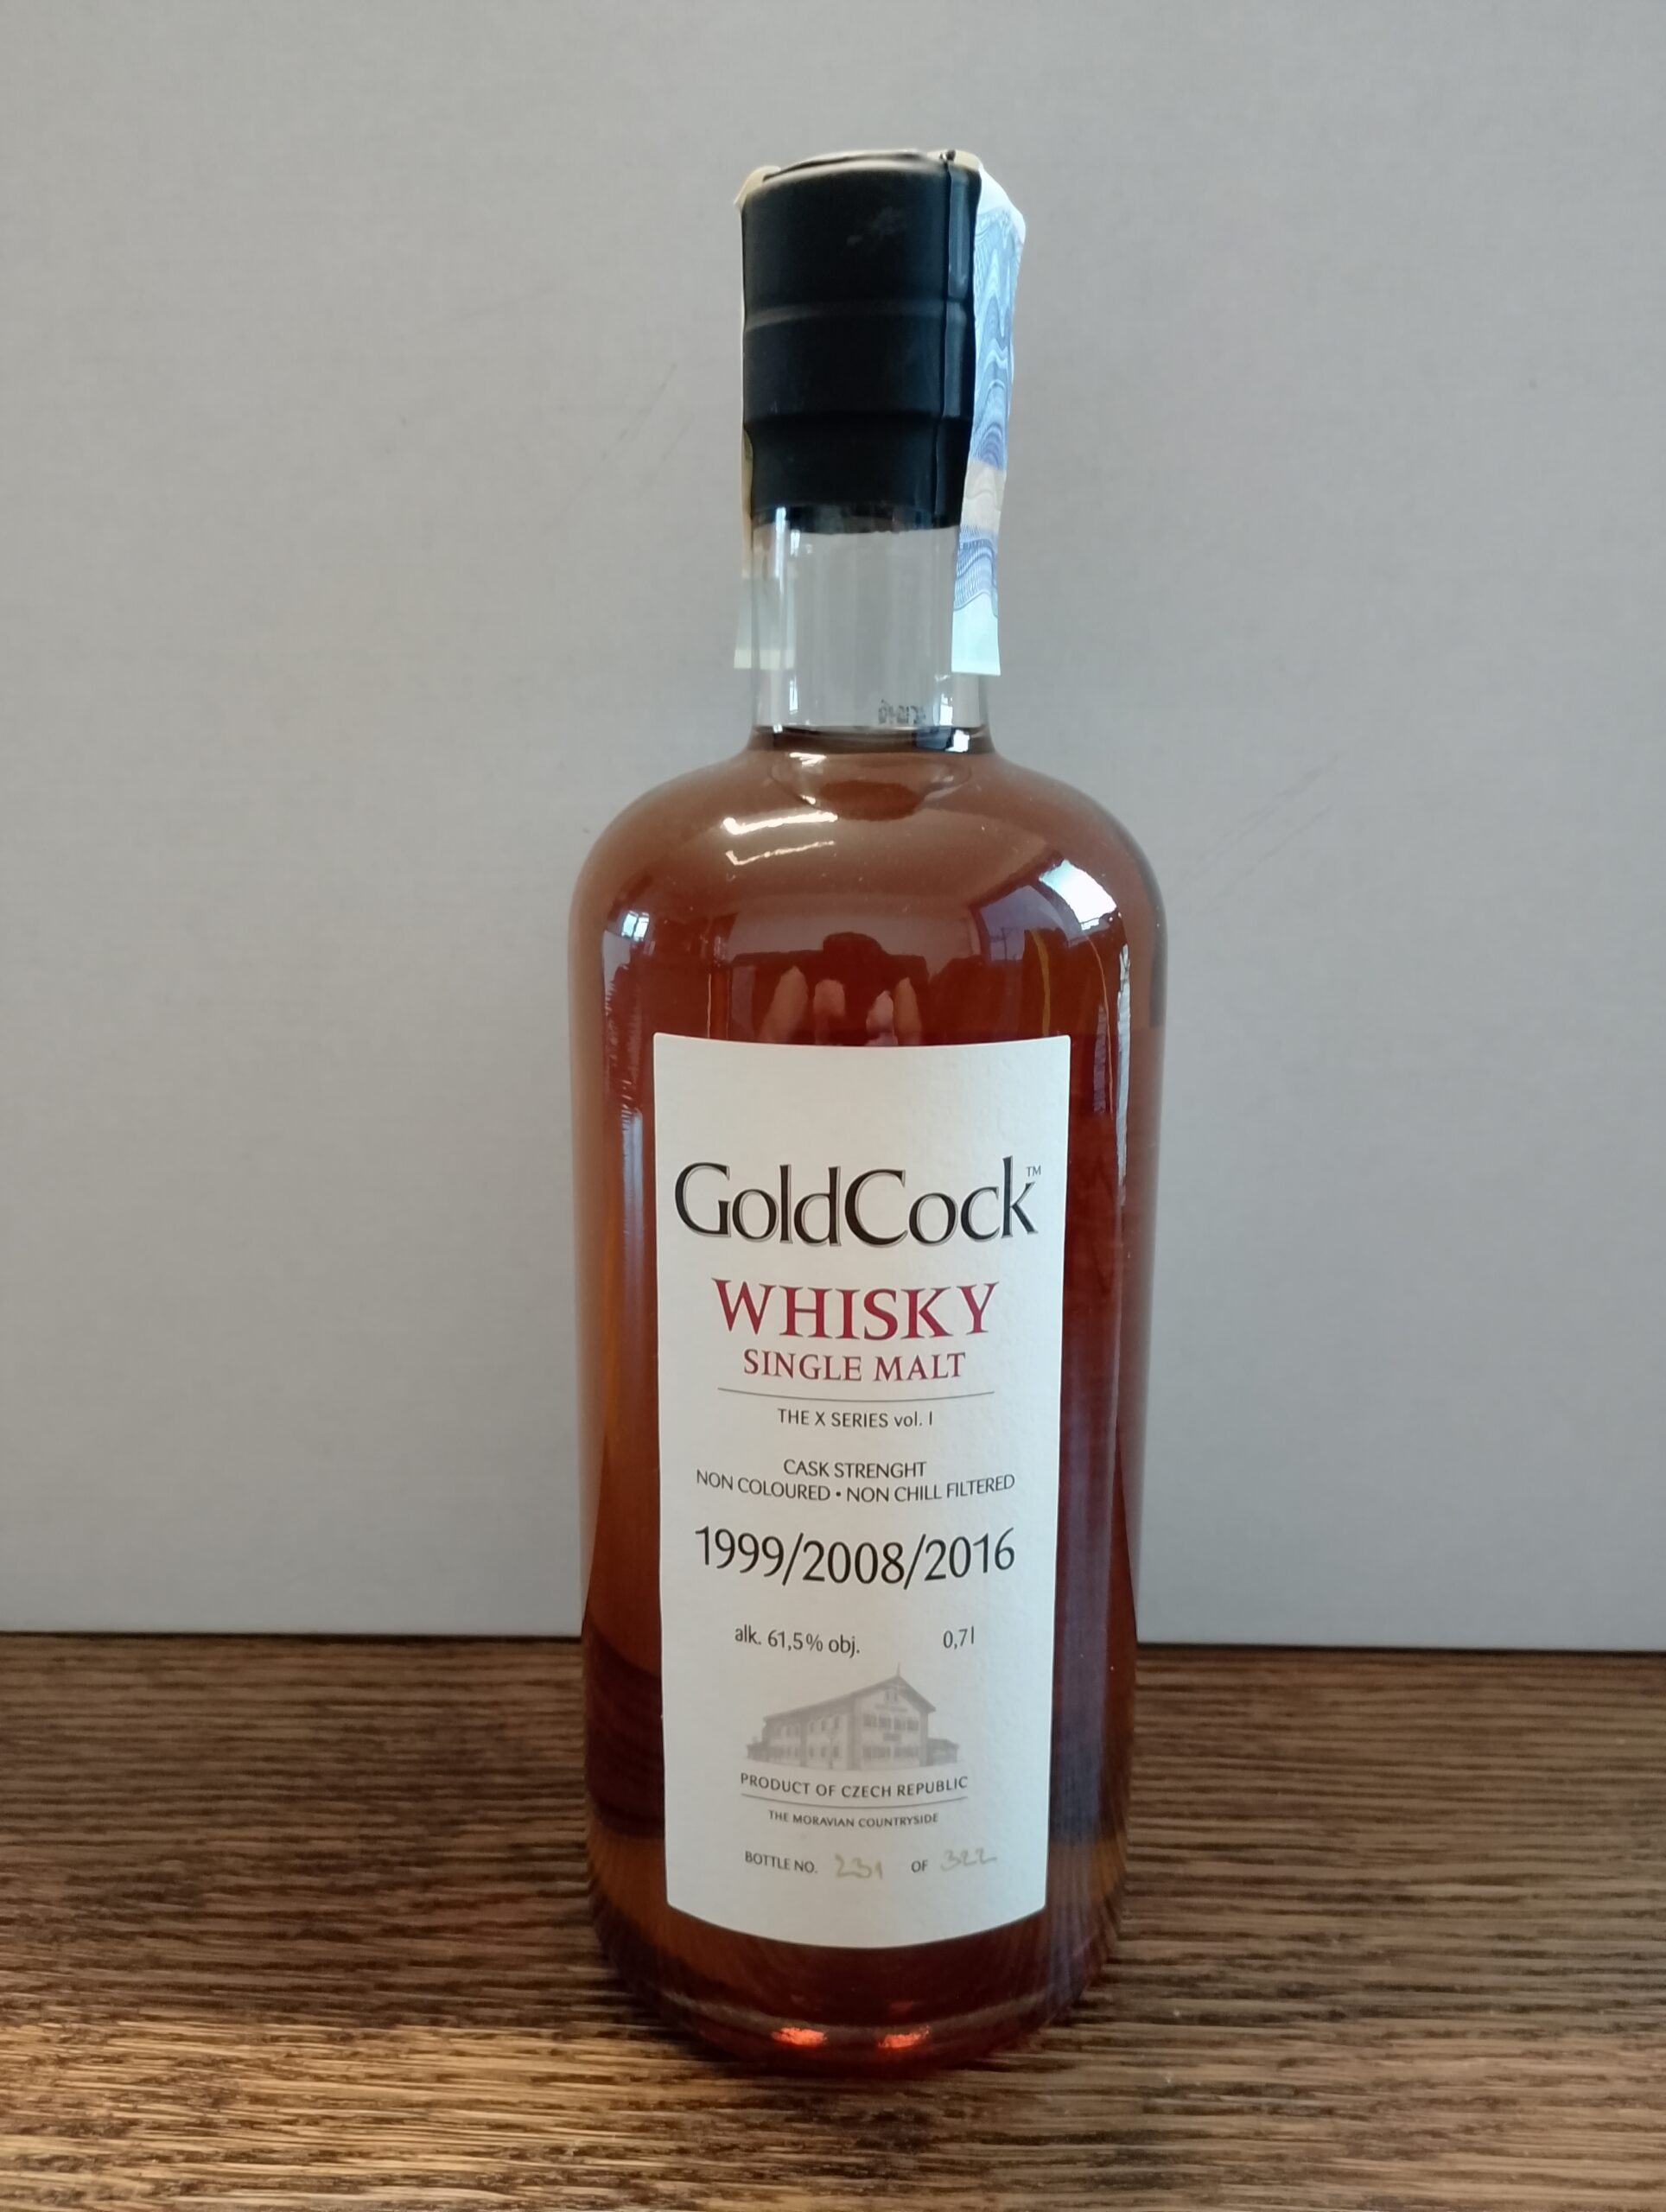 GoldCock™
WHISKY
SINGLE MALT
THE X SERIES vol. I
CASK STRENGHT
NON COLOURED • NON CHILL FILTERED
1999/2008/2016
alk. 61,5% obj. 0,7l
PRODUCT OF CZECH REPUBLIC
THE MORAVIAN COUNTRYSIDE
BOTTLE NO. 231 OF 322